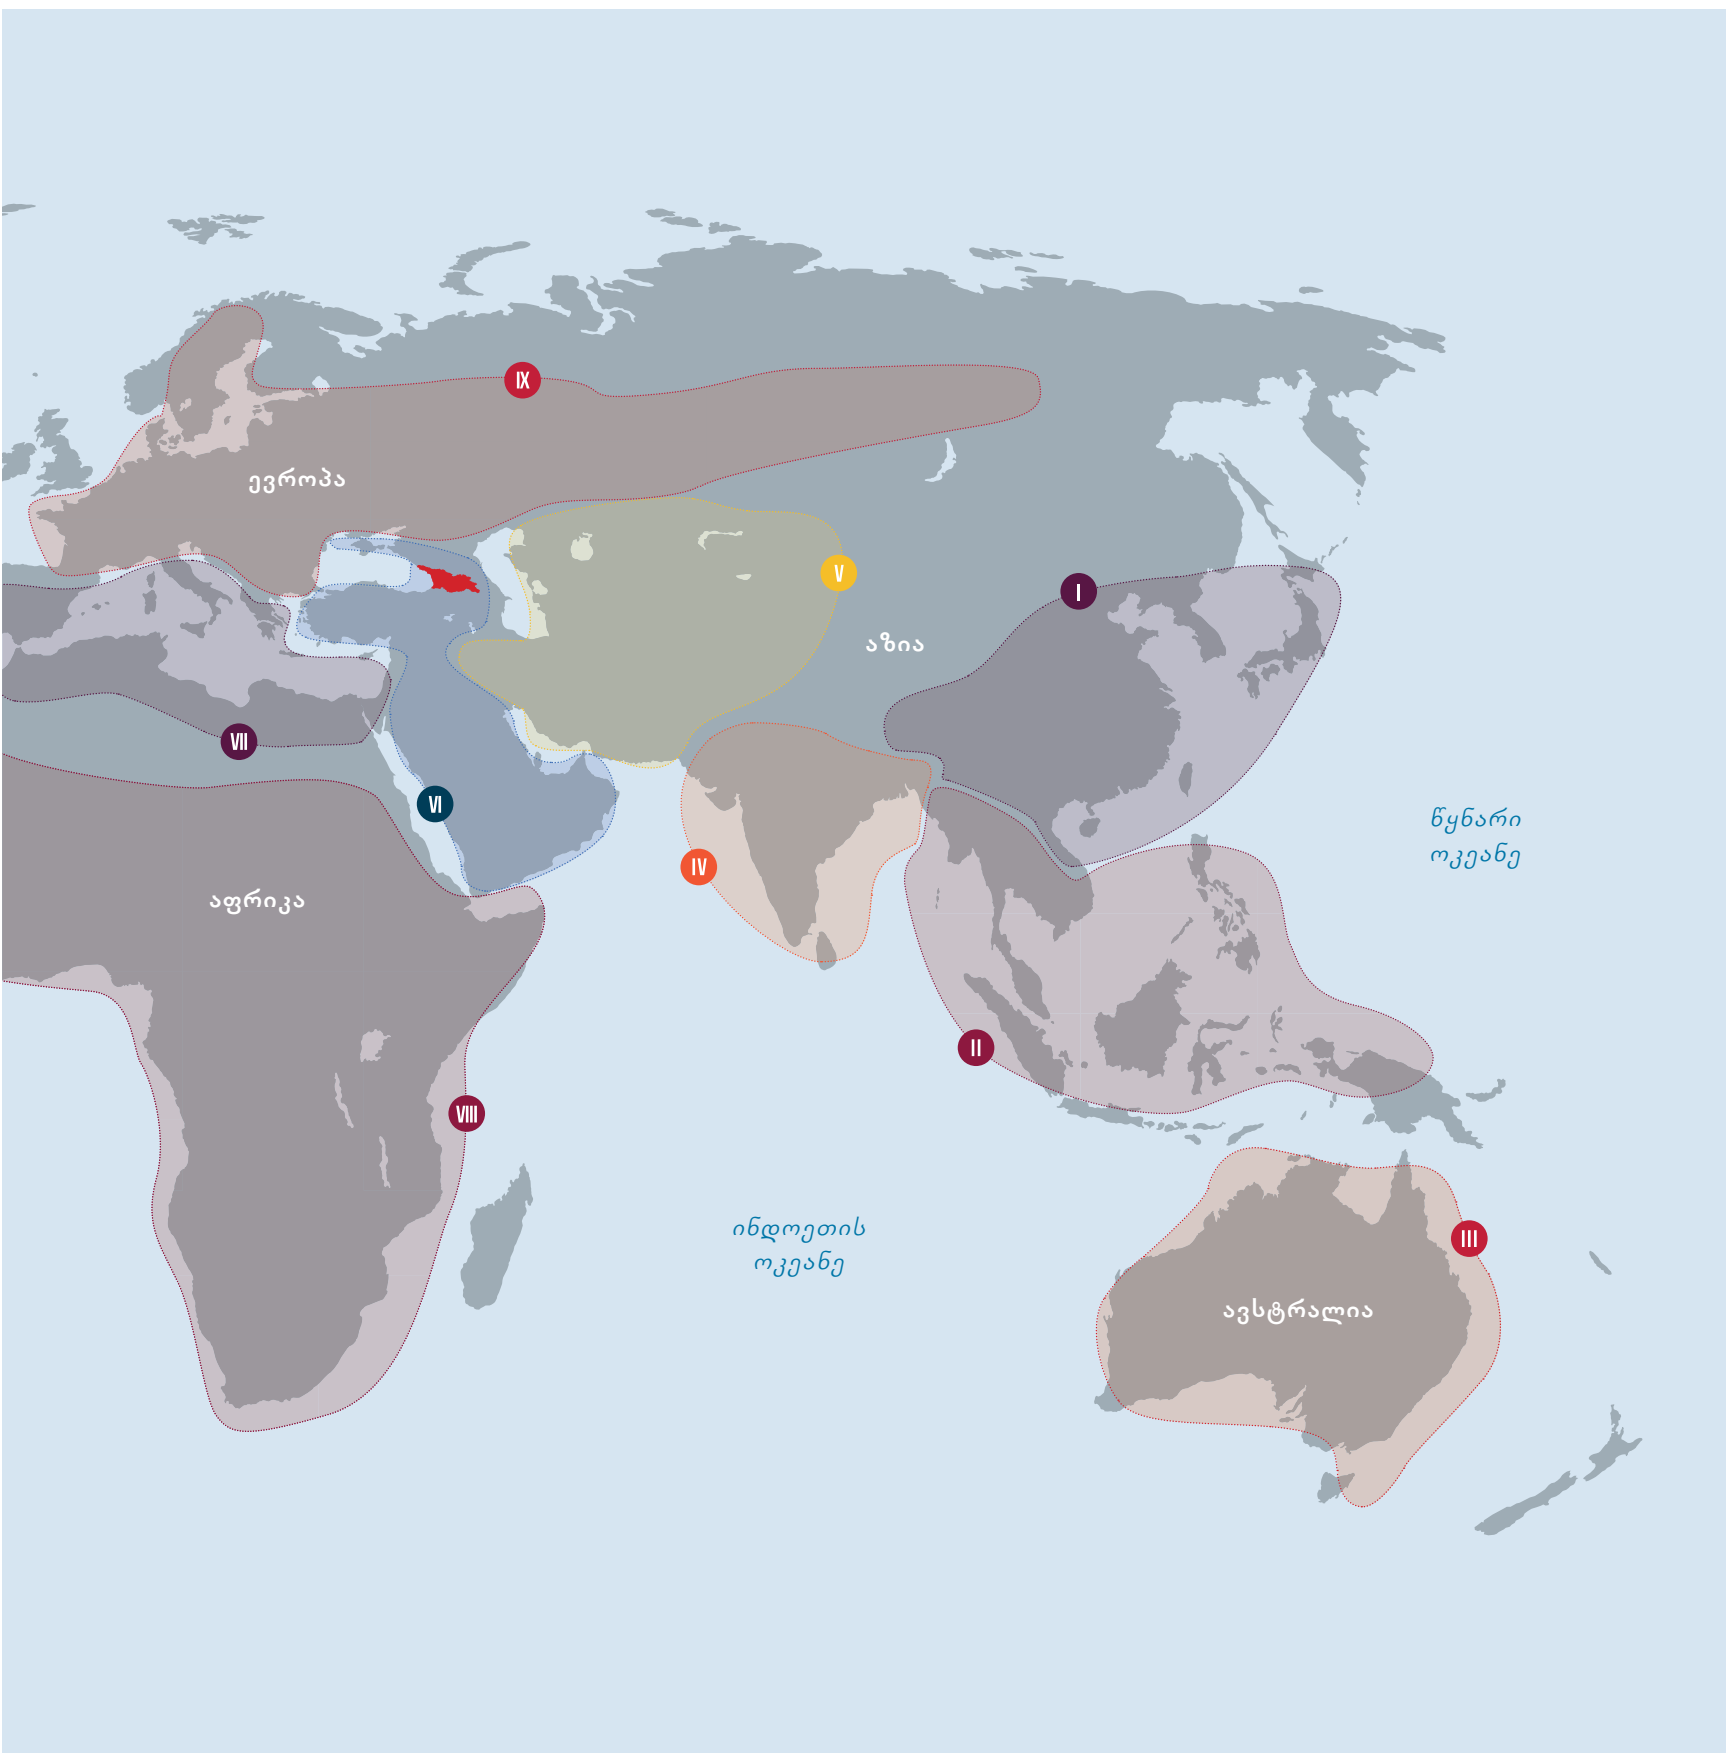 IX
ევროპა
V
I
აზია
VII
VI
წყნარი
ოკეანე
IV
აფრიკა
II
VIII
ინდოეთის
ოკეანე
III
ავსტრალია